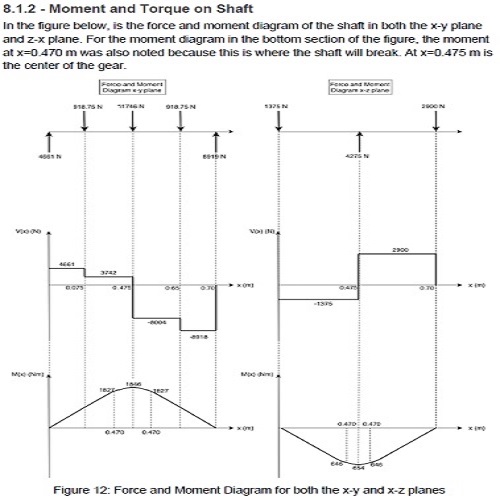 8.1.2 - Moment and Torque on Shaft
In the figure below, is the force and moment diagram of the shaft in both the x-y plane
and z-x plane. For the moment diagram in the bottom section of the figure, the moment
at x=0.470 m was also noted because this is where the shaft will break. At x=0.475 m is
the center of the gear.
Force and Moment
Diagram x-y plane
Force and Moment
Diagram x-z plane
918.75 N 11746 N 918.75 N
1375 N 2900 N
4661 N 8919 N
4275 N
V(x) (N)
V(x) (N)
4661
3742
2900
0.075 0.475 0.65 0.70 x (m)
0.475 0.70 x (m)
-1375
-8004
-8918
M(x) (Nm)
M(x) (Nm)
1827 1846 1827
0.470 0.470 x (m)
0.470 0.470 x (m)
646 654 646
Figure 12: Force and Moment Diagram for both the x-y and x-z planes